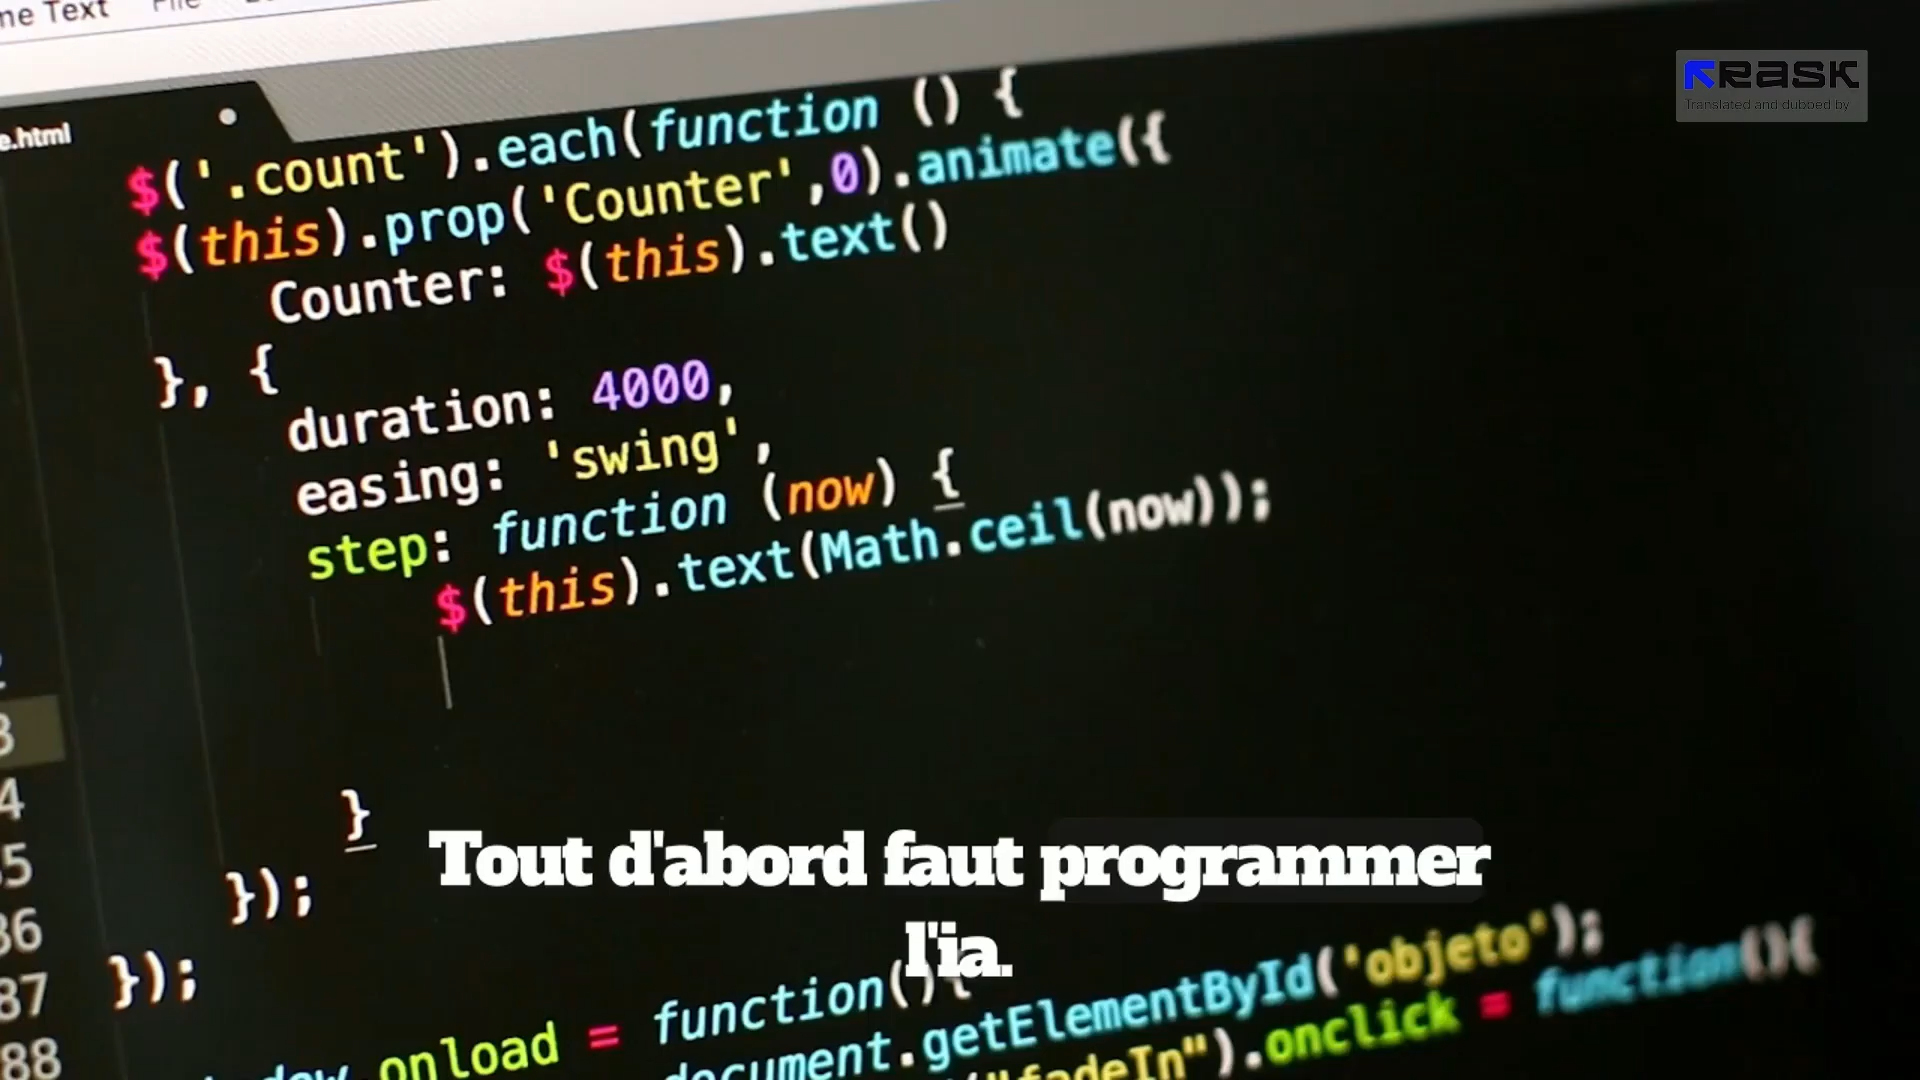 Text File
RASK
Translated and dubbed by
e.html
$('.count').each(function () {
$(this).prop('Counter',0).animate({
Counter: $(this).text()
}, {
duration: 4000,
easing: 'swing',
step: function (now) {
$(this).text(Math.ceil(now));
3
4
}
Tout d'abord faut programmer
l'ia.
});
86
87
});
88
onload = function(){
document.getElementById('objeto');
"fadeIn").onclick = function(){